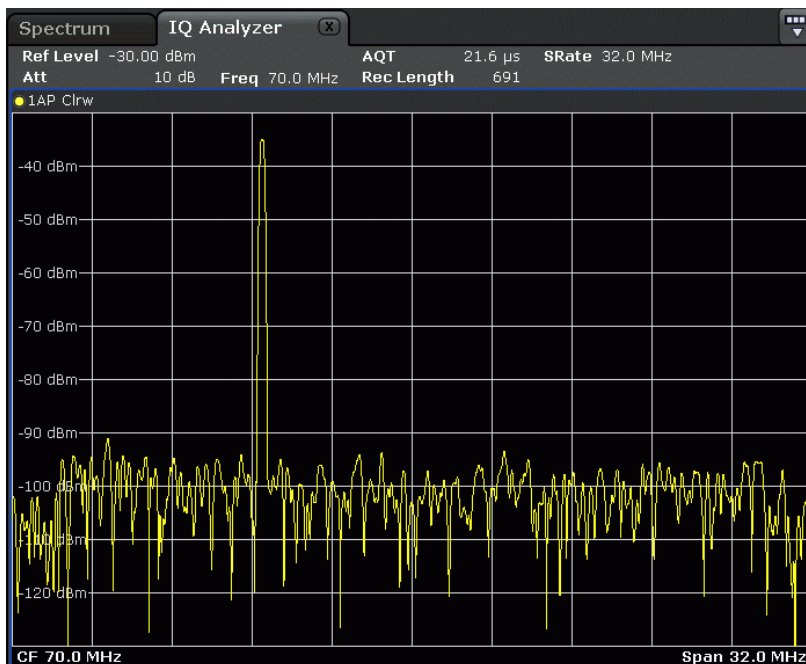 Spectrum IQ Analyzer X
Ref Level -30.00 dBm AQT 21.6 µs SRate 32.0 MHz
Att 10 dB Freq 70.0 MHz Rec Length 691
1AP Clrw
-40 dBm
-50 dBm
-60 dBm
-70 dBm
-80 dBm
-90 dBm
-100 dBm
-110 dBm
-120 dBm
CF 70.0 MHz Span 32.0 MHz